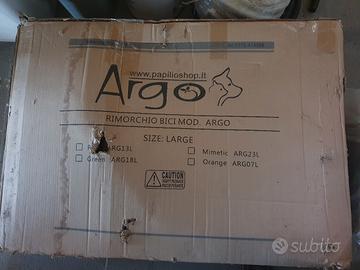 www.papilioshop.it
Argo
RIMORCHIO BICI MOD. ARGO
SIZE: LARGE
ARG13L
Mimetic ARG23L
Green ARG18L
Orange ARG07L
CAUTION
subito